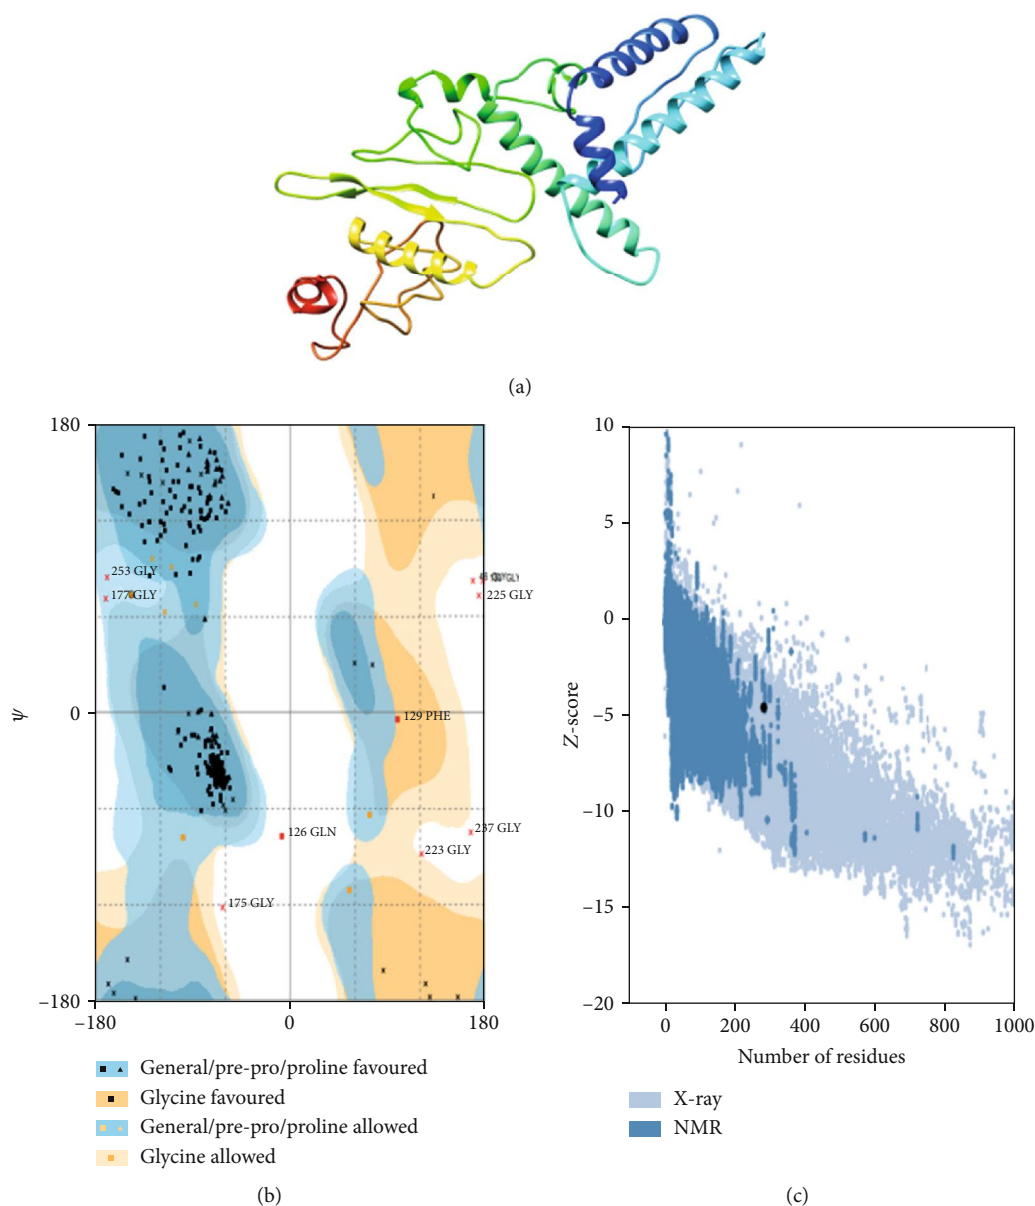 (a)
180
ψ
0
−180
−180
0
180
253 GLY
177 GLY
GLY
225 GLY
129 PHE
126 GLN
237 GLY
223 GLY
175 GLY
General/pre-pro/proline favoured
Glycine favoured
General/pre-pro/proline allowed
Glycine allowed
(b)
10
5
0
−5
−10
−15
−20
Z-score
0
200
400
600
800
1000
Number of residues
X-ray
NMR
(c)